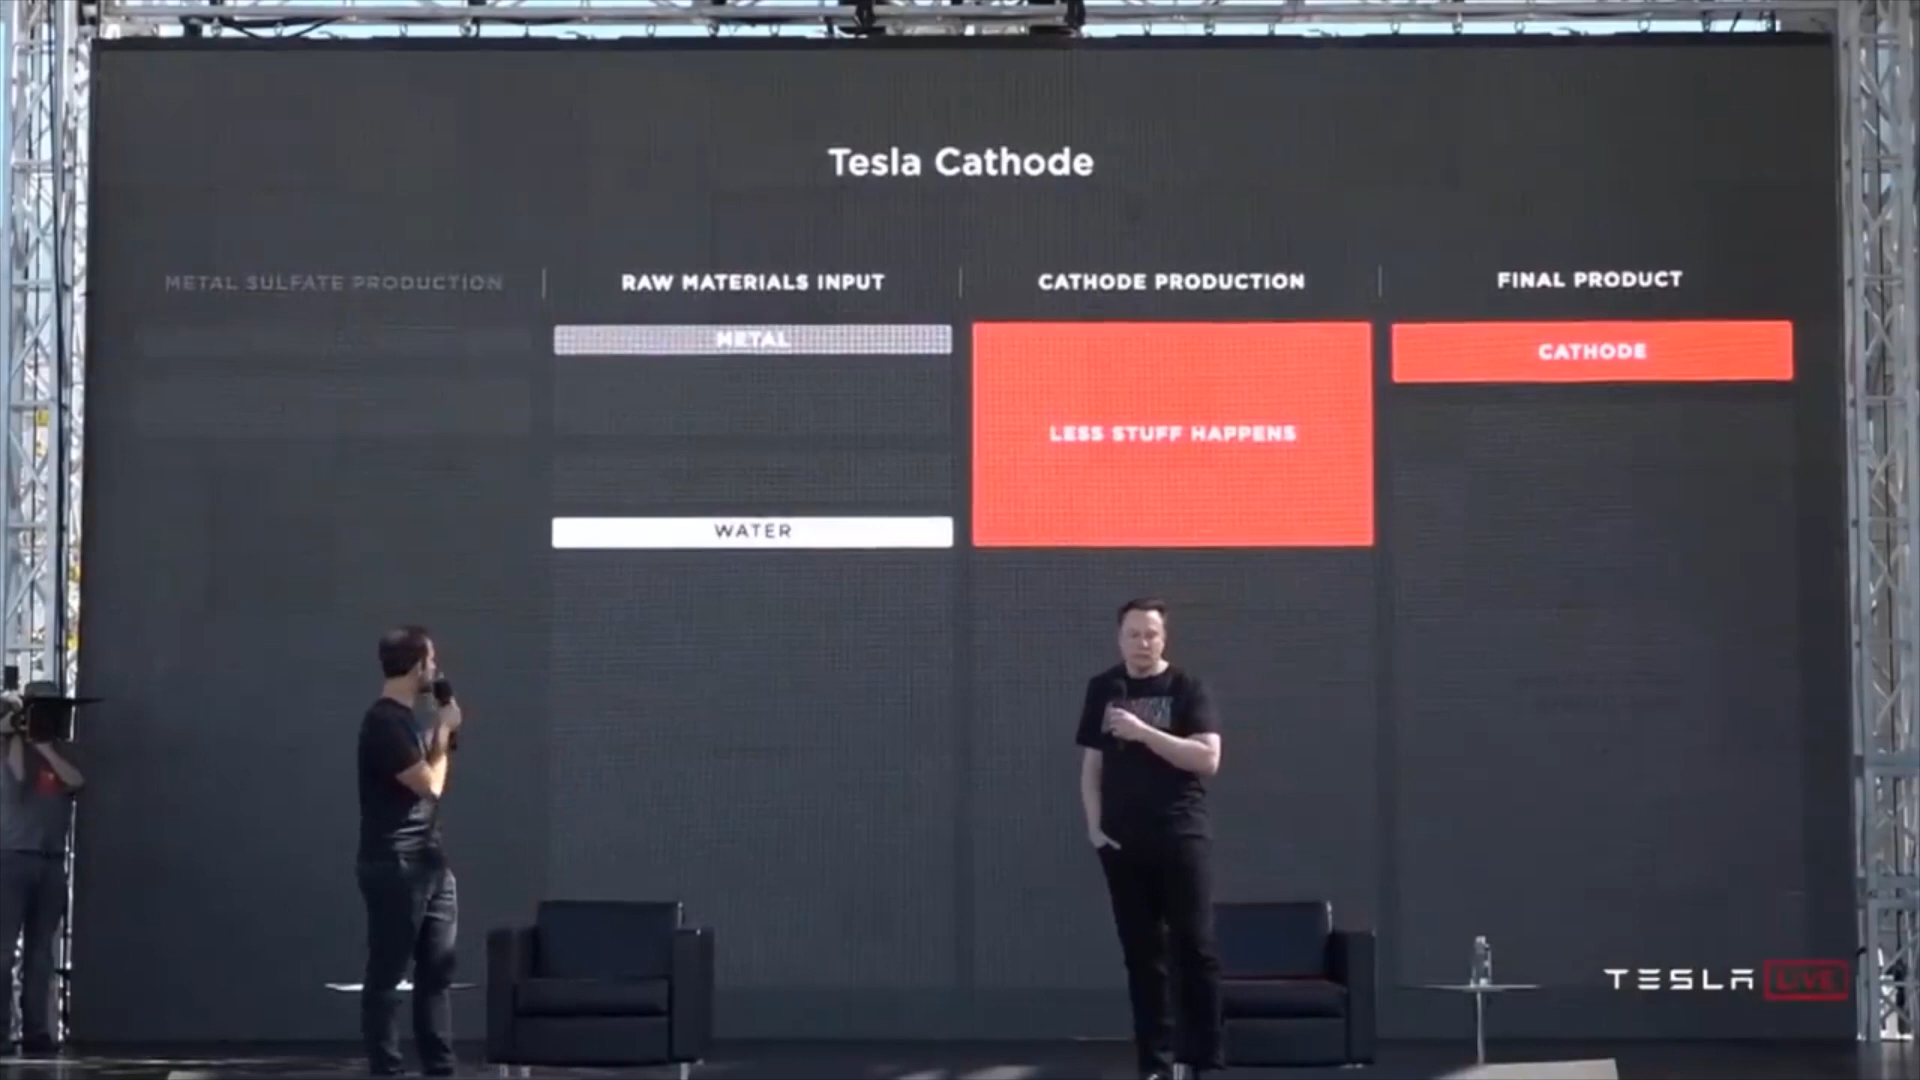 Tesla Cathode
METAL SULFATE PRODUCTION
RAW MATERIALS INPUT
CATHODE PRODUCTION
FINAL PRODUCT
METAL
CATHODE
LESS STUFF HAPPENS
WATER
TESLA LIVE